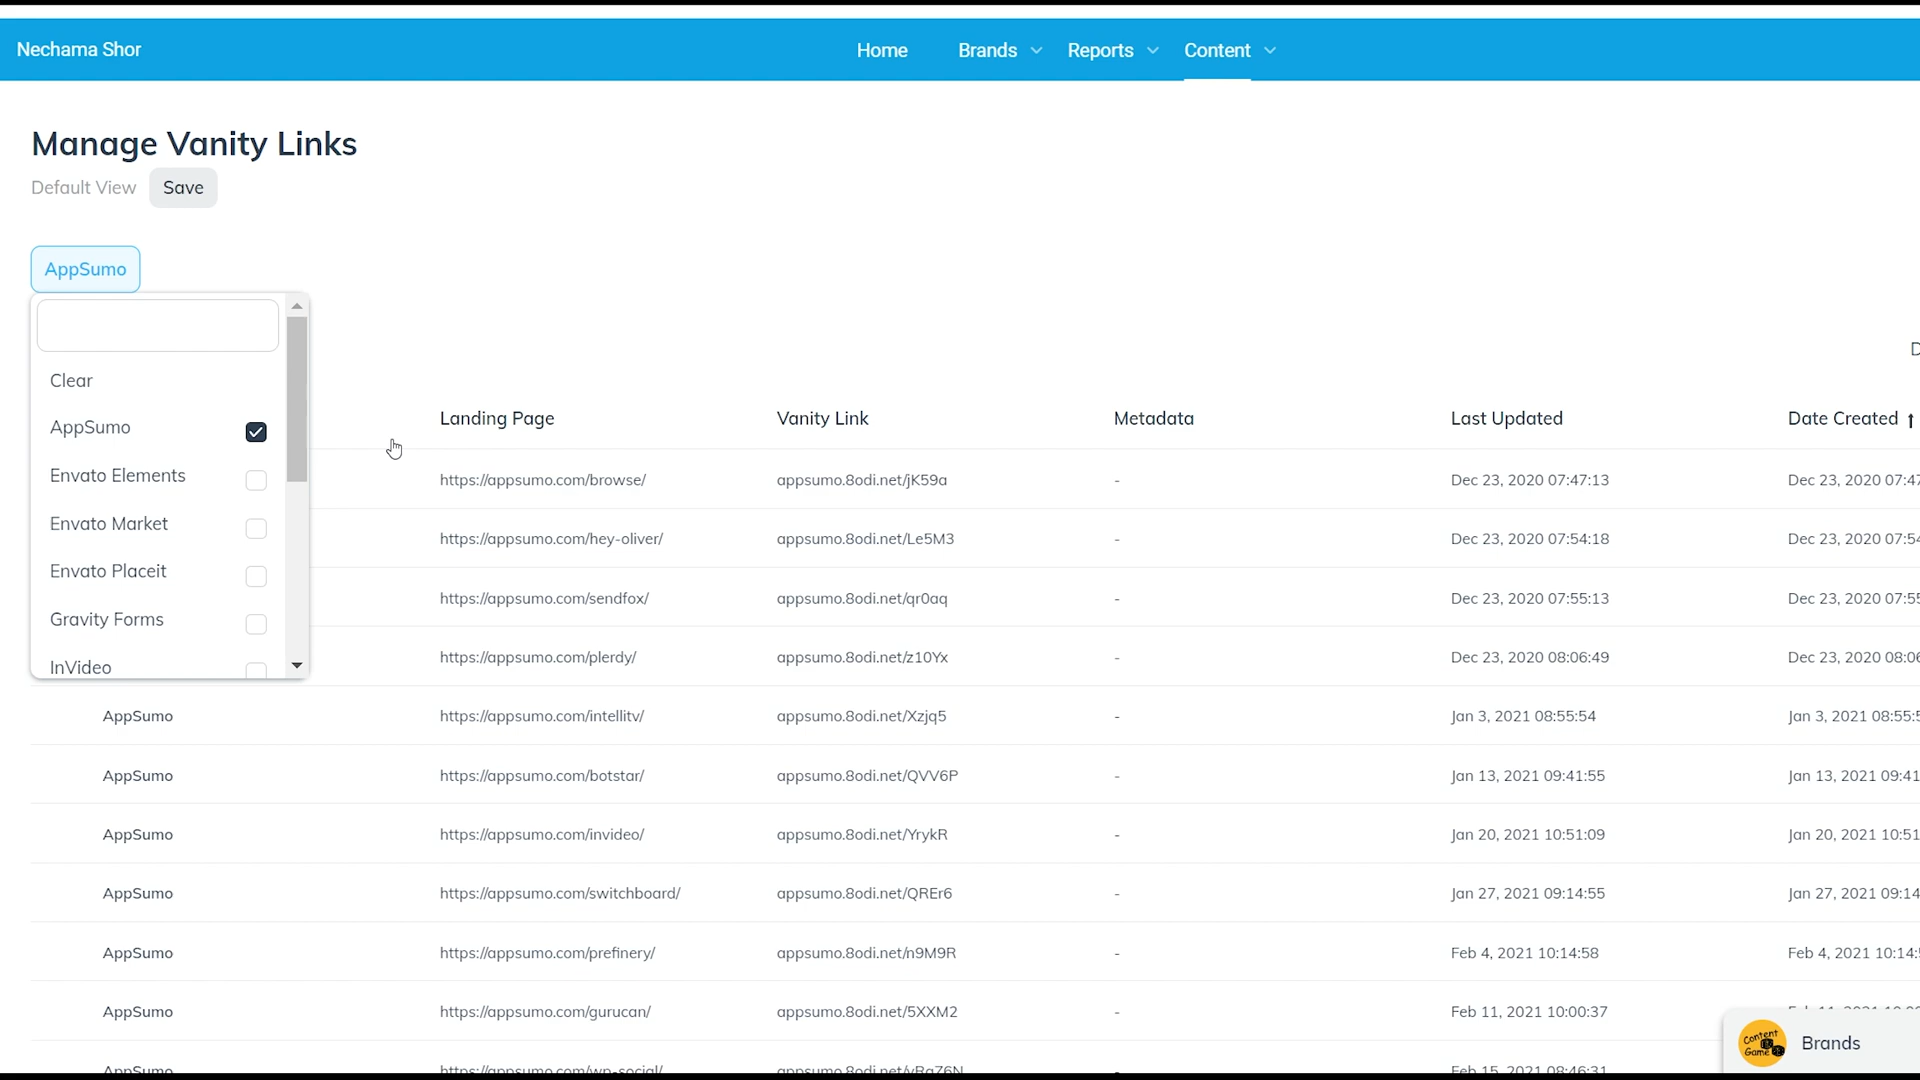 Nechama Shor
Home Brands Reports Content
Manage Vanity Links
Default View Save
AppSumo
Clear
AppSumo
Envato Elements
Envato Market
Envato Placeit
Gravity Forms
InVideo
D
Landing Page Vanity Link Metadata Last Updated Date Created
https://appsumo.com/browse/ appsumo.8odi.net/jK59a - Dec 23, 2020 07:47:13 Dec 23, 2020 07:47
https://appsumo.com/hey-oliver/ appsumo.8odi.net/Le5M3 - Dec 23, 2020 07:54:18 Dec 23, 2020 07:54
https://appsumo.com/sendfox/ appsumo.8odi.net/qr0aq - Dec 23, 2020 07:55:13 Dec 23, 2020 07:55
https://appsumo.com/plerdy/ appsumo.8odi.net/z10Yx - Dec 23, 2020 08:06:49 Dec 23, 2020 08:06
AppSumo https://appsumo.com/intellitv/ appsumo.8odi.net/Xzjq5 - Jan 3, 2021 08:55:54 Jan 3, 2021 08:55:5
AppSumo https://appsumo.com/botstar/ appsumo.8odi.net/QVV6P - Jan 13, 2021 09:41:55 Jan 13, 2021 09:41
AppSumo https://appsumo.com/invideo/ appsumo.8odi.net/YrykR - Jan 20, 2021 10:51:09 Jan 20, 2021 10:51
AppSumo https://appsumo.com/switchboard/ appsumo.8odi.net/QREr6 - Jan 27, 2021 09:14:55 Jan 27, 2021 09:14
AppSumo https://appsumo.com/prefinery/ appsumo.8odi.net/n9M9R - Feb 4, 2021 10:14:58 Feb 4, 2021 10:14:5
AppSumo https://appsumo.com/gurucan/ appsumo.8odi.net/5XXM2 - Feb 11, 2021 10:00:37
AppSumo https://appsumo.com/wp-social/ appsumo.8odi.net/vRa76N - Feb 15, 2021 08:46:31
Content
Game
Brands